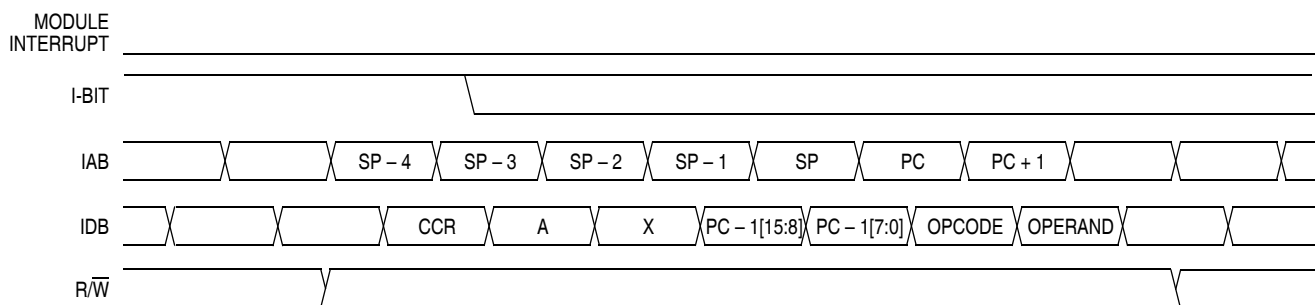 MODULE
INTERRUPT
I-BIT
IAB SP – 4 SP – 3 SP – 2 SP – 1 SP PC PC + 1
IDB CCR A X PC – 1[15:8] PC – 1[7:0] OPCODE OPERAND
R/W̅